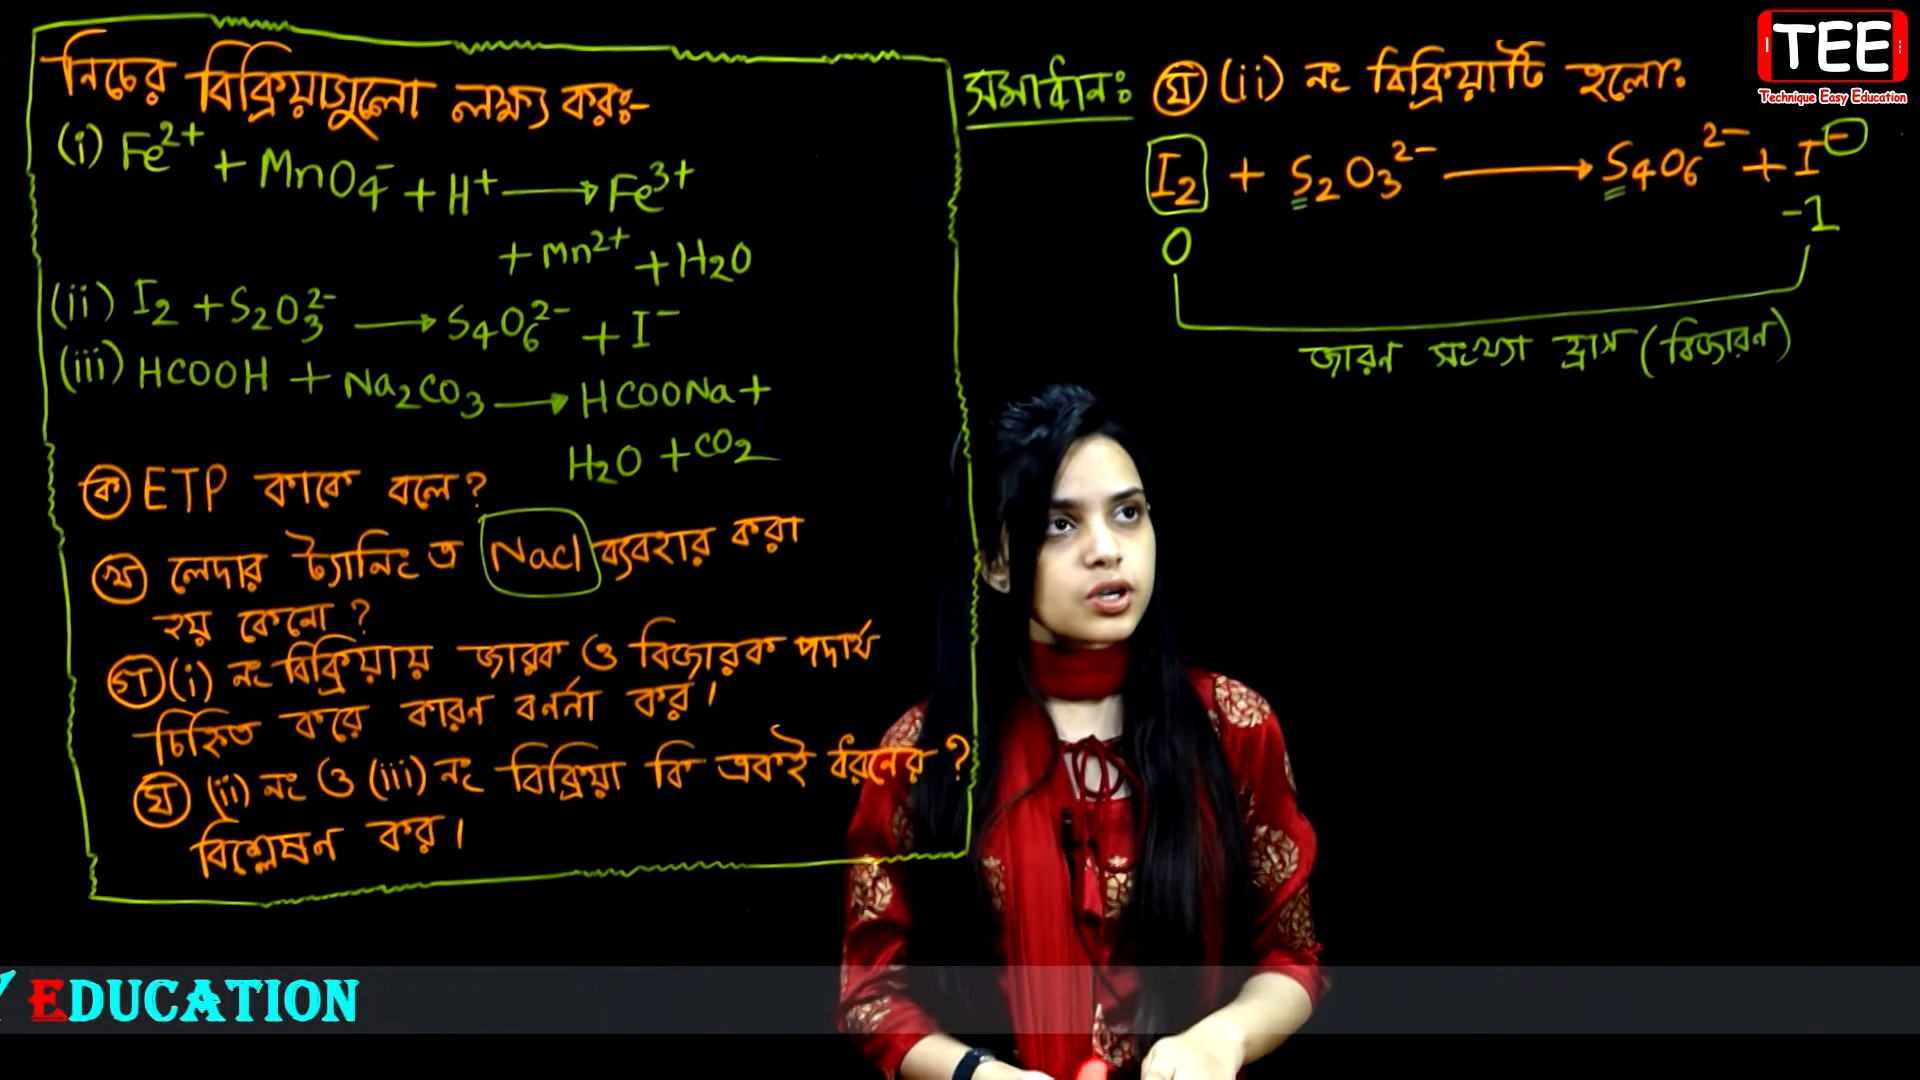 নিচের বিক্রিয়াগুলো লক্ষ্য কর:-
(i) Fe²⁺ + MnO₄⁻ + H⁺ ⟶ Fe³⁺
+ Mn²⁺ + H₂O
(ii) I₂ + S₂O₃²⁻ ⟶ S₄O₆²⁻ + I⁻
(iii) HCOOH + Na₂CO₃ ⟶ HCOONa +
H₂O + CO₂
ক ETP কাকে বলে?
খ লেদার ট্যানিং এ NaCl ব্যবহার করা
হয় কেনো?
গ (i) নং বিক্রিয়ায় জারক ও বিজারক পদার্থ
চিহ্নিত করে কারণ বর্ননা কর।
ঘ (ii) নং ও (iii) নং বিক্রিয়া কি একই ধরনের?
বিশ্লেষন কর।
সমাধান: ঘ (ii) নং বিক্রিয়াটি হলো:
I₂ + S₂O₃²⁻ ⟶ S₄O₆²⁻ + I⁻
0 -1
জারন সংখ্যা হ্রাস (বিজারন)
TEE
Technique Easy Education
Y EDUCATION